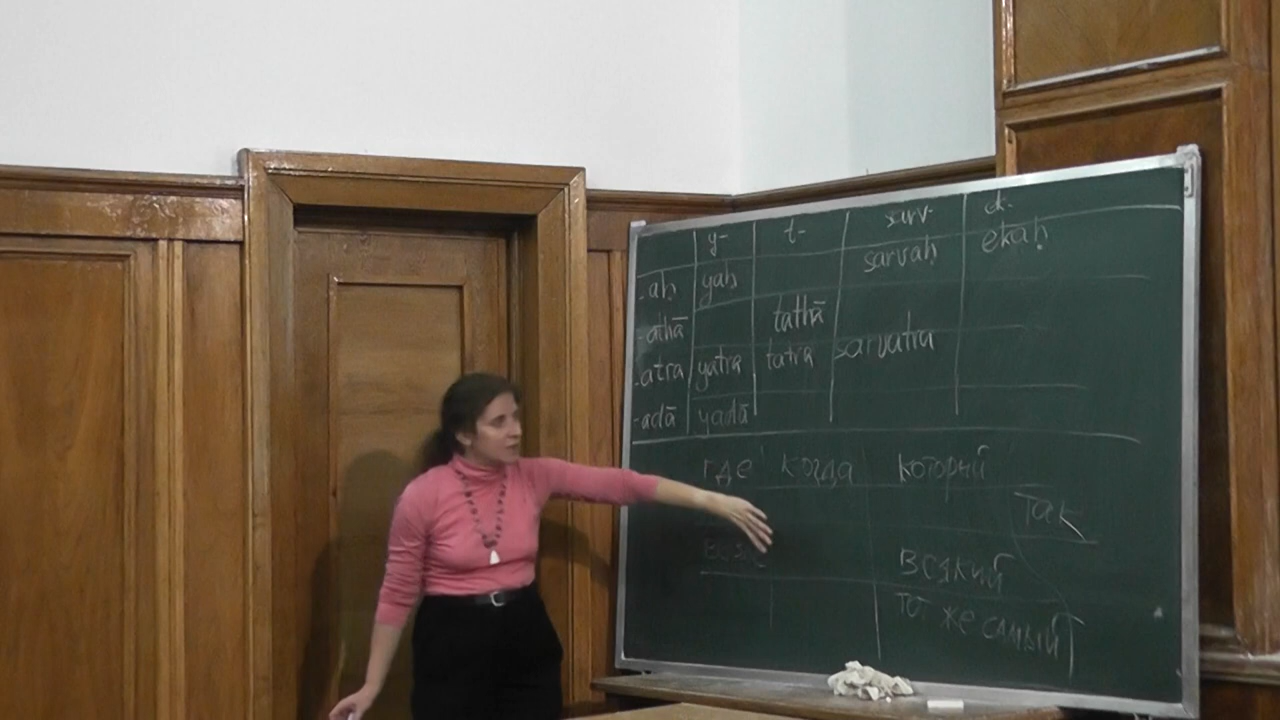 y- t- sarv-
-aḥ yaḥ sarvaḥ ekaḥ
-athā tathā
-atra yatra tatra sarvatra
-adā yadā
где когда который
так
всякий
тот же самый